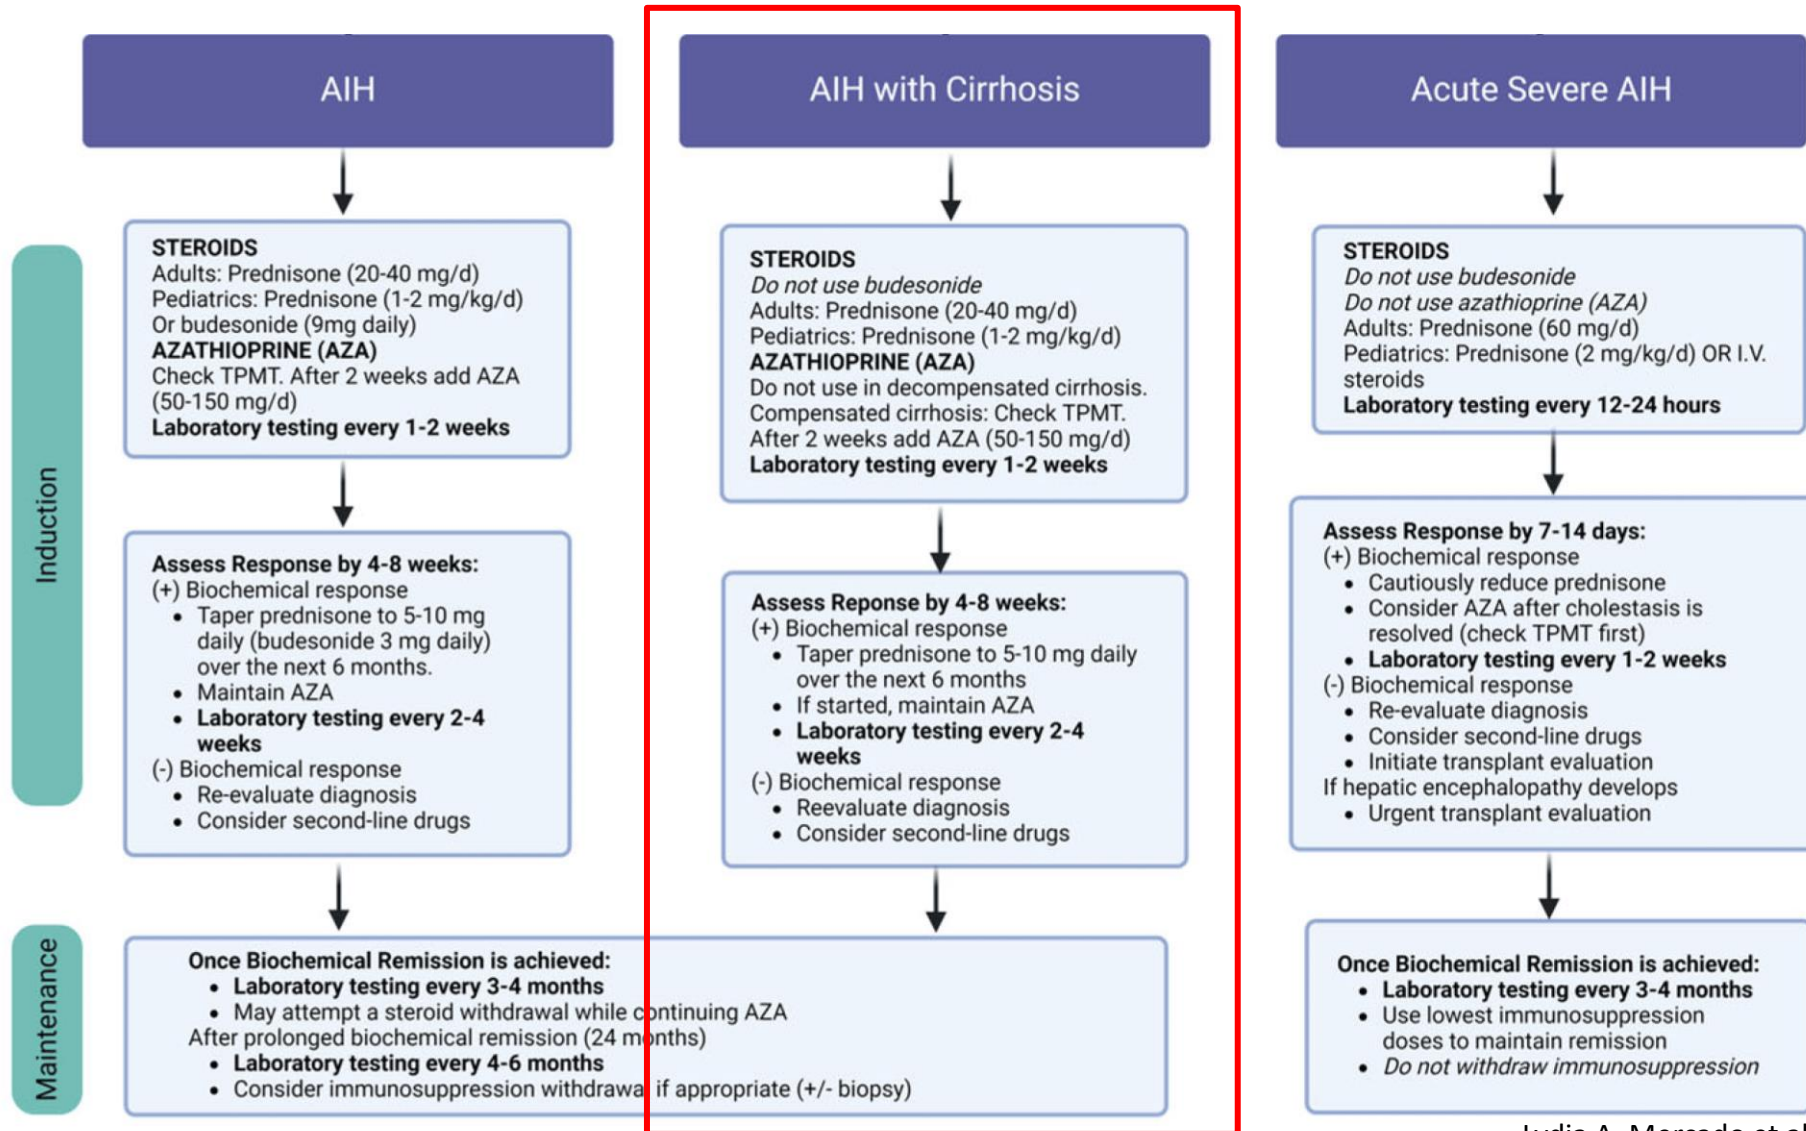 AIH
AIH with Cirrhosis
Acute Severe AIH
Induction
STEROIDS
Adults: Prednisone (20-40 mg/d)
Pediatrics: Prednisone (1-2 mg/kg/d)
Or budesonide (9mg daily)
AZATHIOPRINE (AZA)
Check TPMT. After 2 weeks add AZA
(50-150 mg/d)
Laboratory testing every 1-2 weeks
STEROIDS
Do not use budesonide
Adults: Prednisone (20-40 mg/d)
Pediatrics: Prednisone (1-2 mg/kg/d)
AZATHIOPRINE (AZA)
Do not use in decompensated cirrhosis.
Compensated cirrhosis: Check TPMT.
After 2 weeks add AZA (50-150 mg/d)
Laboratory testing every 1-2 weeks
STEROIDS
Do not use budesonide
Do not use azathioprine (AZA)
Adults: Prednisone (60 mg/d)
Pediatrics: Prednisone (2 mg/kg/d) OR I.V.
steroids
Laboratory testing every 12-24 hours
Assess Response by 4-8 weeks:
(+) Biochemical response
• Taper prednisone to 5-10 mg
daily (budesonide 3 mg daily)
over the next 6 months.
• Maintain AZA
• Laboratory testing every 2-4
weeks
(-) Biochemical response
• Re-evaluate diagnosis
• Consider second-line drugs
Assess Reponse by 4-8 weeks:
(+) Biochemical response
• Taper prednisone to 5-10 mg daily
over the next 6 months
• If started, maintain AZA
• Laboratory testing every 2-4
weeks
(-) Biochemical response
• Reevaluate diagnosis
• Consider second-line drugs
Assess Response by 7-14 days:
(+) Biochemical response
• Cautiously reduce prednisone
• Consider AZA after cholestasis is
resolved (check TPMT first)
• Laboratory testing every 1-2 weeks
(-) Biochemical response
• Re-evaluate diagnosis
• Consider second-line drugs
• Initiate transplant evaluation
If hepatic encephalopathy develops
• Urgent transplant evaluation
Maintenance
Once Biochemical Remission is achieved:
• Laboratory testing every 3-4 months
• May attempt a steroid withdrawal while continuing AZA
After prolonged biochemical remission (24 months)
• Laboratory testing every 4-6 months
• Consider immunosuppression withdrawal if appropriate (+/- biopsy)
Once Biochemical Remission is achieved:
• Laboratory testing every 3-4 months
• Use lowest immunosuppression
doses to maintain remission
• Do not withdraw immunosuppression